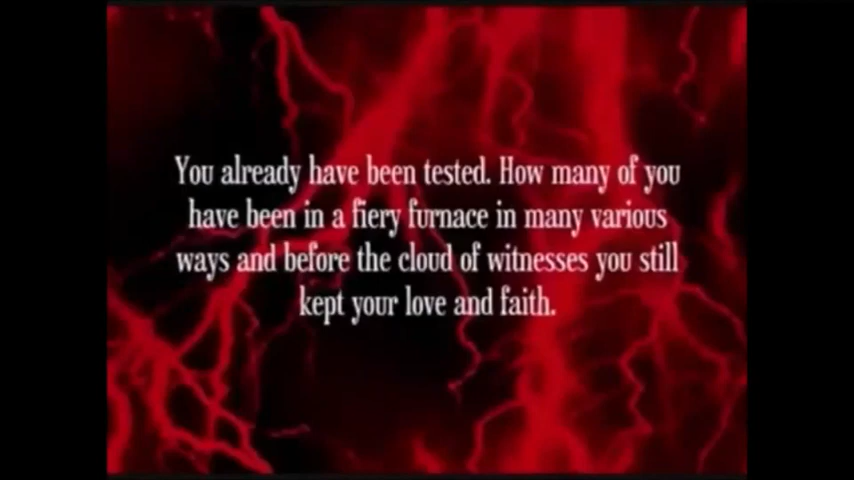 You already have been tested. How many of you
have been in a fiery furnace in many various
ways and before the cloud of witnesses you still
kept your love and faith.